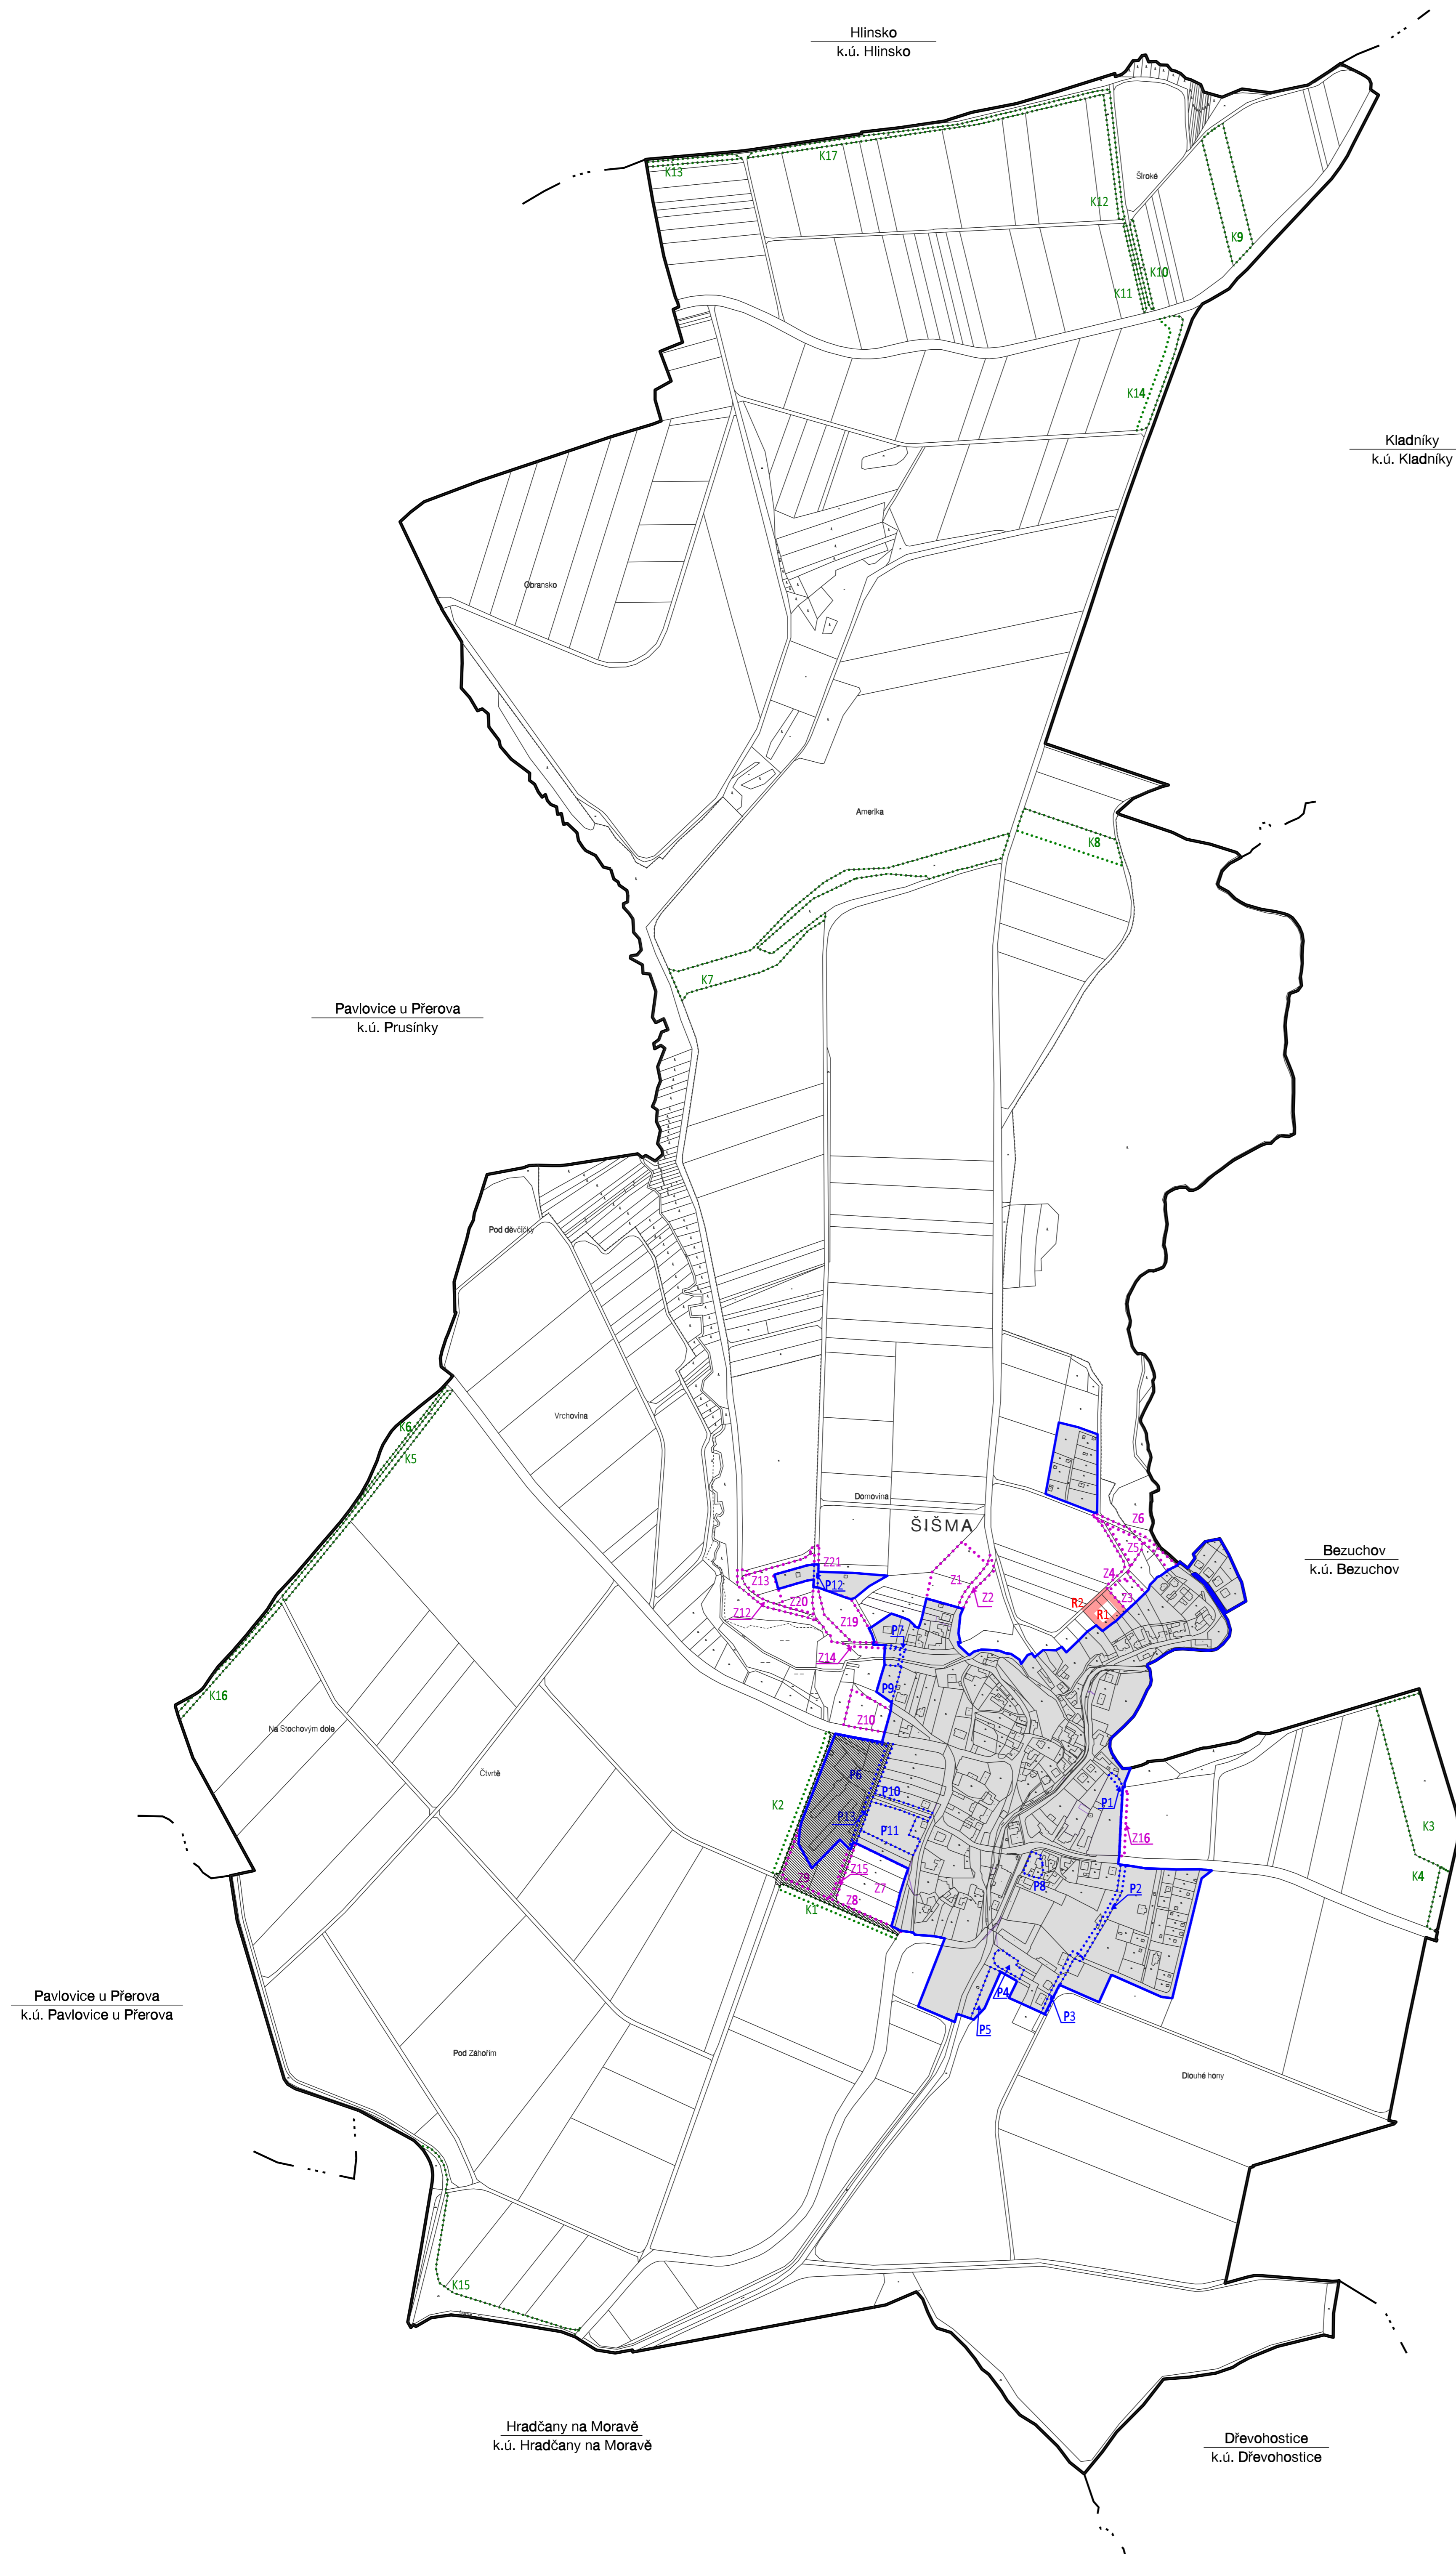 Hlinsko
k.ú. Hlinsko
K17
K13
Široké
K12
K9
K10
K11
K14
Kladníky
k.ú. Kladníky
Obransko
Amerika
K8
K7
Pavlovice u Přerova
k.ú. Prusínky
Pod děvčičky
Vrchovina
K6
K5
Domovina
ŠIŠMA
Z6
Z5
Bezuchov
k.ú. Bezuchov
Z21
Z13
P12
Z1
Z4
Z2
Z3
R2
R1
Z20
Z12
Z19
P7
Z14
P9
K16
Z10
Na Stochovým dole
Čtvrtě
P6
P10
P1
K2
P13
P11
Z16
K3
Z15
Z9
Z7
P8
K4
Z8
P2
K1
P4
P3
P5
Pavlovice u Přerova
k.ú. Pavlovice u Přerova
Pod Záhořím
Dlouhé hony
K15
Hradčany na Moravě
k.ú. Hradčany na Moravě
Dřevohostice
k.ú. Dřevohostice